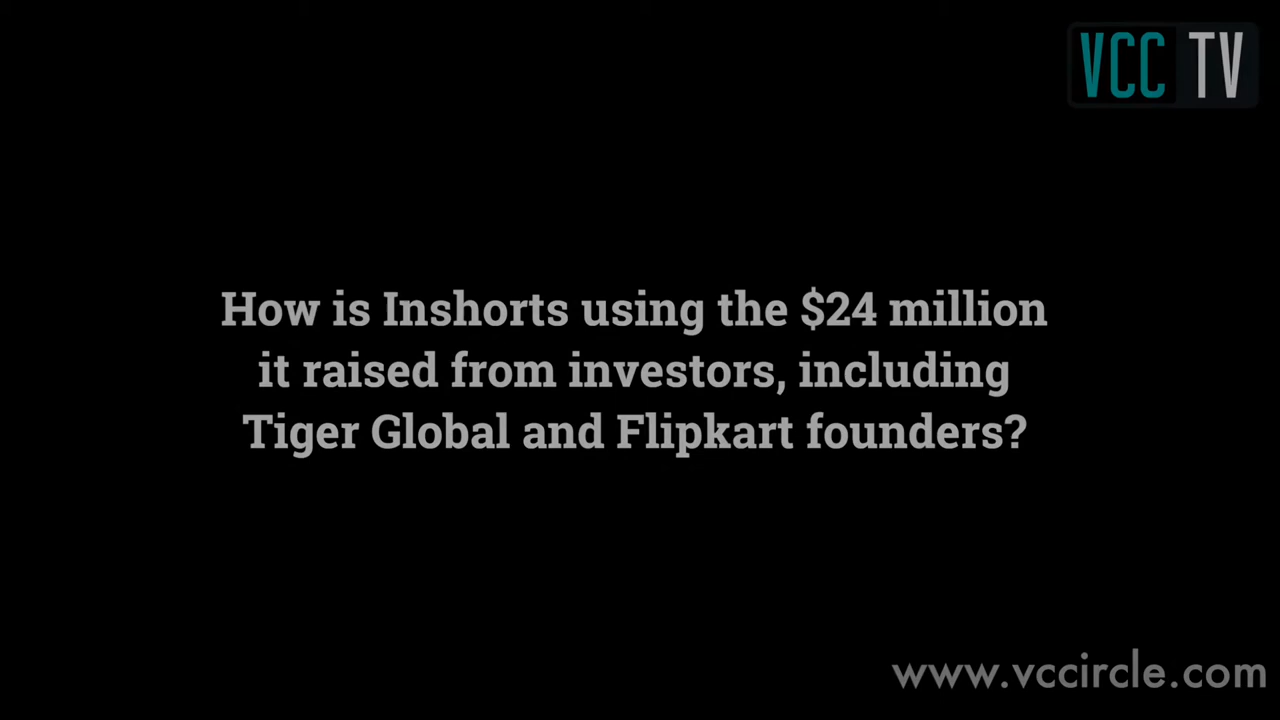 VCC TV
How is Inshorts using the $24 million
it raised from investors, including
Tiger Global and Flipkart founders?
www.vccircle.com